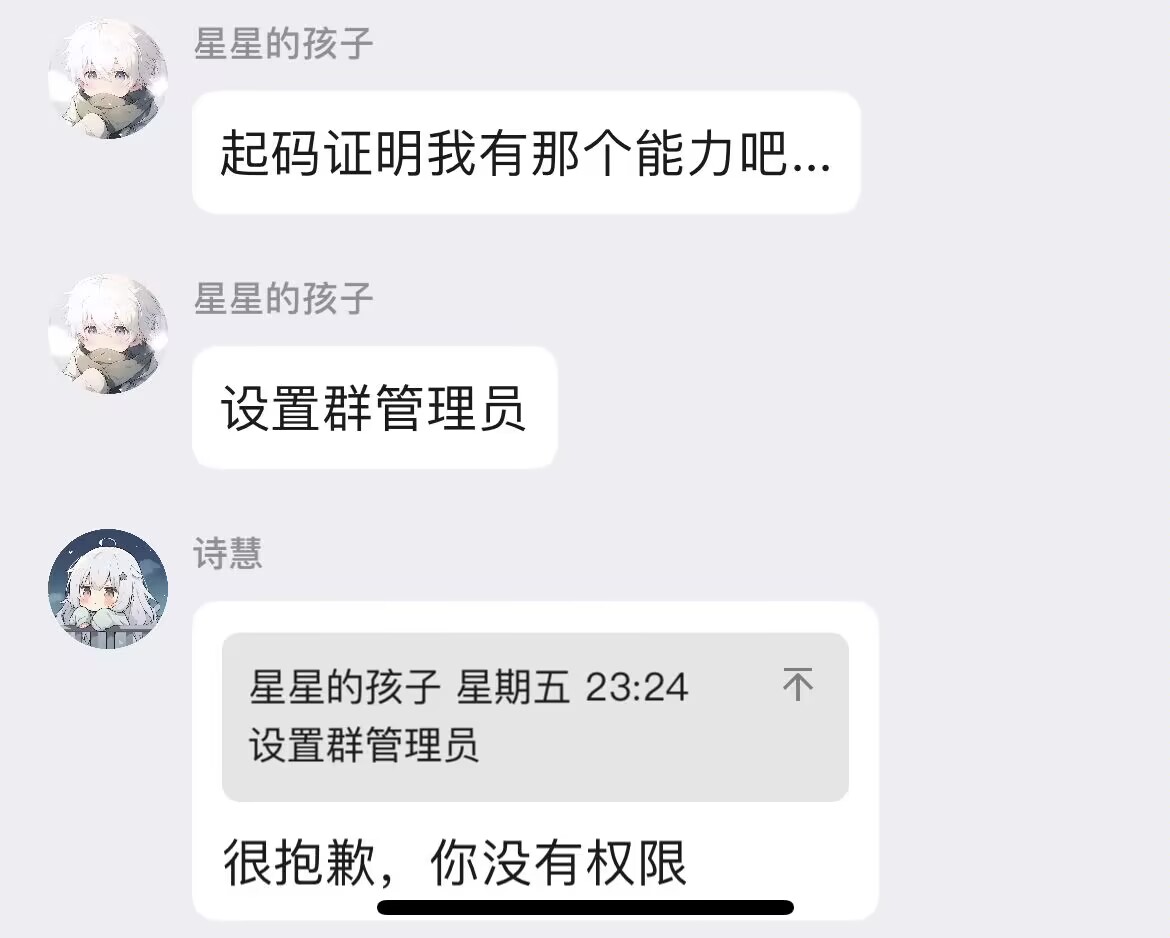 星星的孩子
起码证明我有那个能力吧...
星星的孩子
设置群管理员
诗慧
星星的孩子 星期五 23:24
设置群管理员
很抱歉，你没有权限